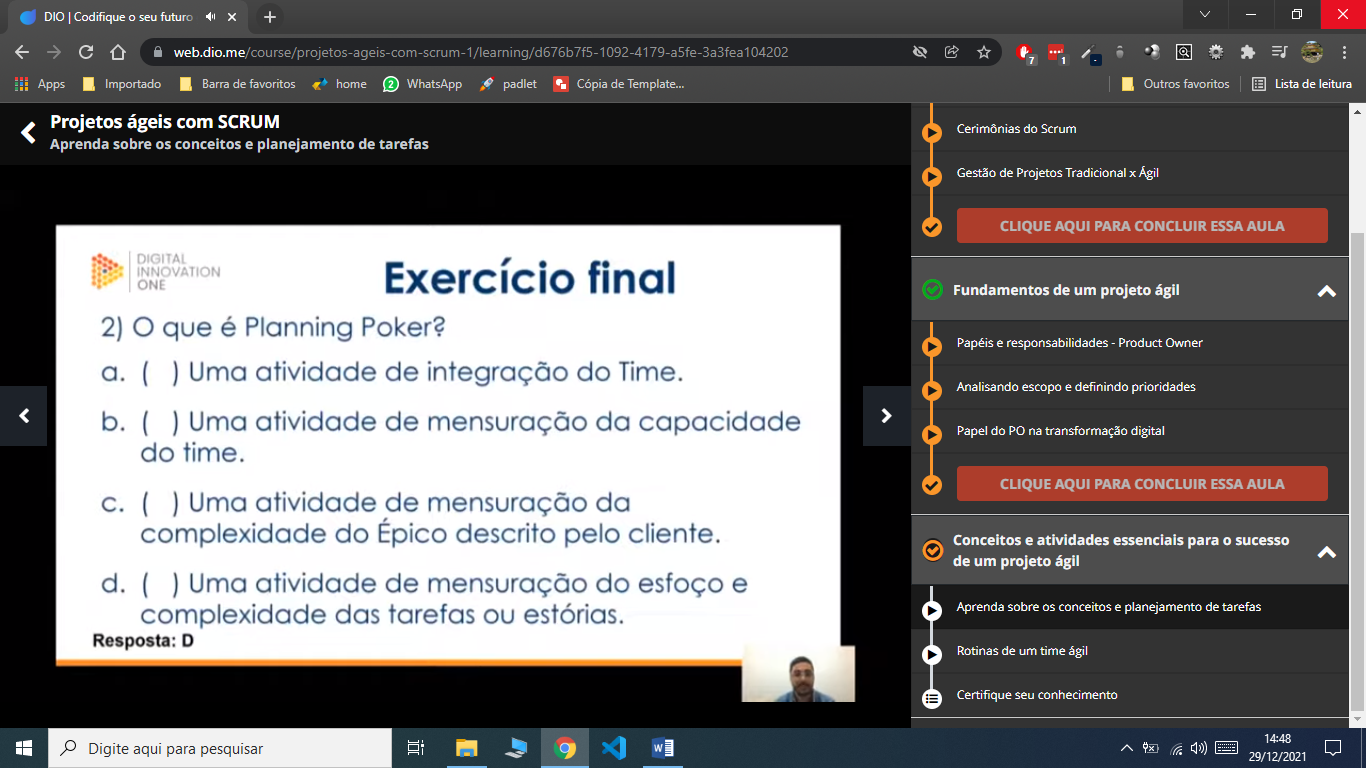 DIO | Codifique o seu futuro
web.dio.me/course/projetos-ageis-com-scrum-1/learning/d676b7f5-1092-4179-a5fe-3a3fea104202
7
1
Apps
Importado
Barra de favoritos
home
WhatsApp
padlet
Cópia de Template...
Outros favoritos
Lista de leitura
Projetos ágeis com SCRUM
Aprenda sobre os conceitos e planejamento de tarefas
DIGITAL
INNOVATION
ONE
Exercício final
2) O que é Planning Poker?
a. ( ) Uma atividade de integração do Time.
b. ( ) Uma atividade de mensuração da capacidade
do time.
c. ( ) Uma atividade de mensuração da
complexidade do Épico descrito pelo cliente.
d. ( ) Uma atividade de mensuração do esfoço e
complexidade das tarefas ou estórias.
Resposta: D
Cerimônias do Scrum
Gestão de Projetos Tradicional x Ágil
CLIQUE AQUI PARA CONCLUIR ESSA AULA
Fundamentos de um projeto ágil
Papéis e responsabilidades - Product Owner
Analisando escopo e definindo prioridades
Papel do PO na transformação digital
CLIQUE AQUI PARA CONCLUIR ESSA AULA
Conceitos e atividades essenciais para o sucesso
de um projeto ágil
Aprenda sobre os conceitos e planejamento de tarefas
Rotinas de um time ágil
Certifique seu conhecimento
Digite aqui para pesquisar
14:48
29/12/2021